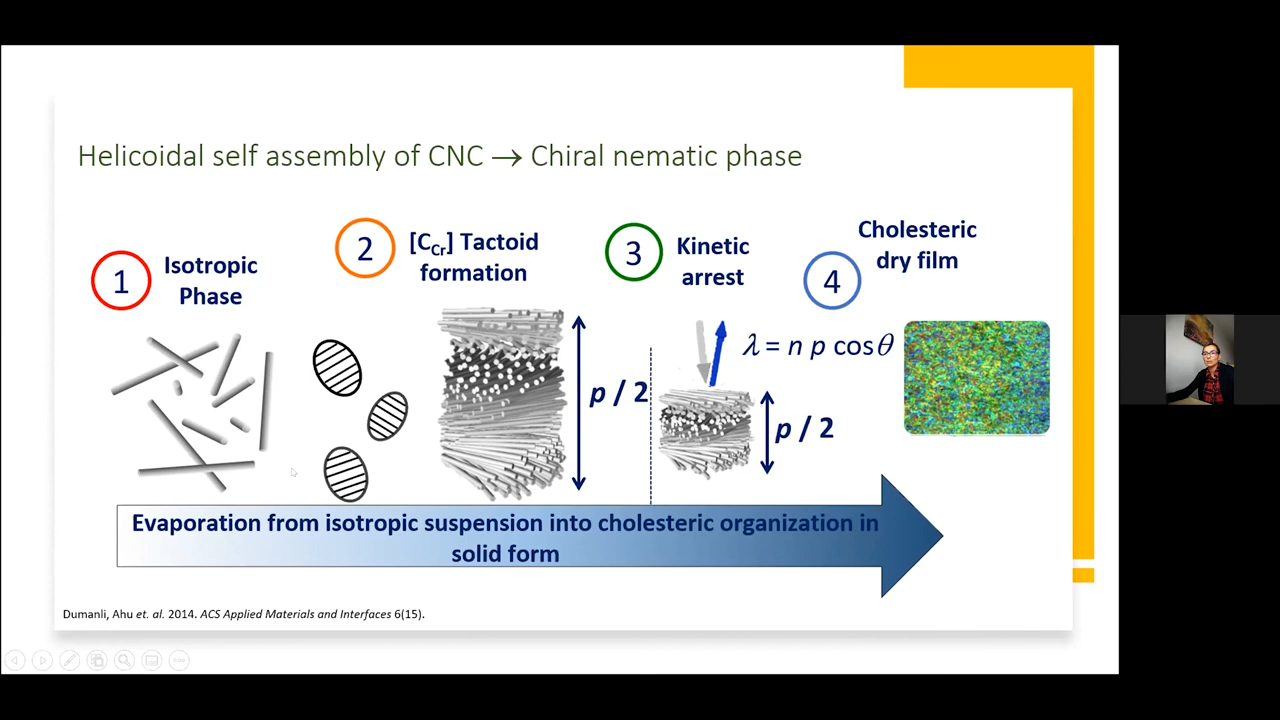 Helicoidal self assembly of CNC → Chiral nematic phase
1
Isotropic
Phase
2
[CCr] Tactoid
formation
3
Kinetic
arrest
4
Cholesteric
dry film
p / 2
λ = n p cosθ
p / 2
Evaporation from isotropic suspension into cholesteric organization in
solid form
Dumanli, Ahu et. al. 2014. ACS Applied Materials and Interfaces 6(15).